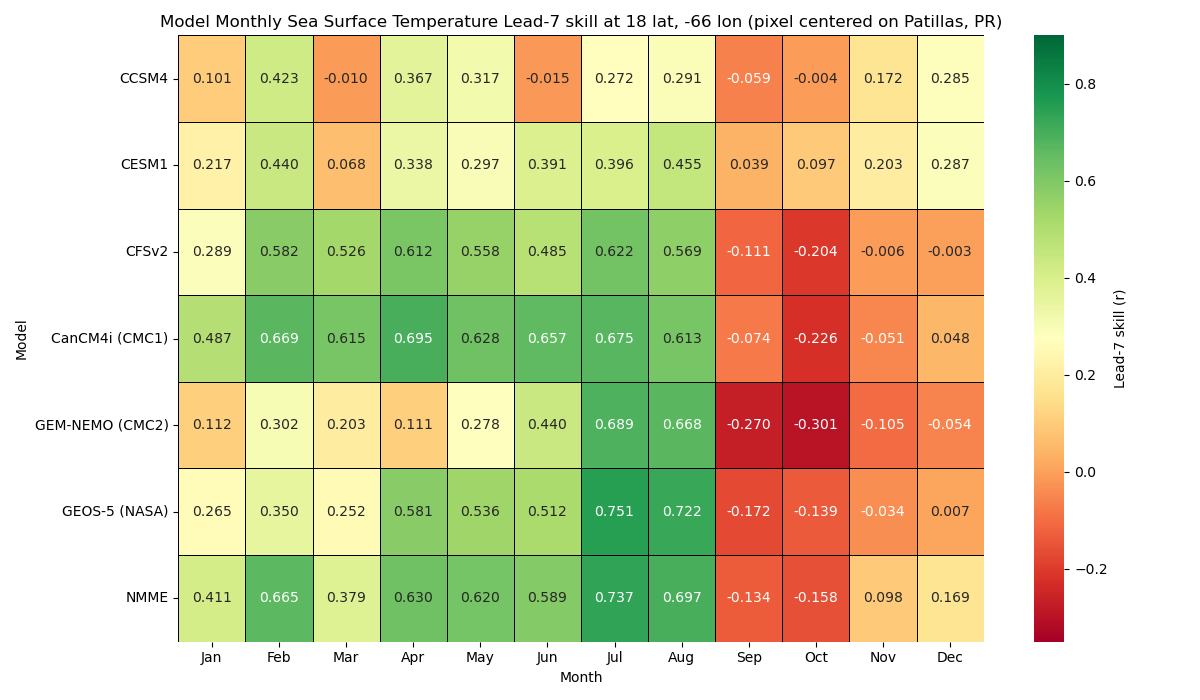 Model Monthly Sea Surface Temperature Lead-7 skill at 18 lat, -66 lon (pixel centered on Patillas, PR)
CCSM4 0.101 0.423 -0.010 0.367 0.317 -0.015 0.272 0.291 -0.059 -0.004 0.172 0.285
CESM1 0.217 0.440 0.068 0.338 0.297 0.391 0.396 0.455 0.039 0.097 0.203 0.287
CFSv2 0.289 0.582 0.526 0.612 0.558 0.485 0.622 0.569 -0.111 -0.204 -0.006 -0.003
CanCM4i (CMC1) 0.487 0.669 0.615 0.695 0.628 0.657 0.675 0.613 -0.074 -0.226 -0.051 0.048
GEM-NEMO (CMC2) 0.112 0.302 0.203 0.111 0.278 0.440 0.689 0.668 -0.270 -0.301 -0.105 -0.054
GEOS-5 (NASA) 0.265 0.350 0.252 0.581 0.536 0.512 0.751 0.722 -0.172 -0.139 -0.034 0.007
NMME 0.411 0.665 0.379 0.630 0.620 0.589 0.737 0.697 -0.134 -0.158 0.098 0.169
Jan Feb Mar Apr May Jun Jul Aug Sep Oct Nov Dec
Month
Model
0.8
0.6
0.4
0.2
0.0
−0.2
Lead-7 skill (r)